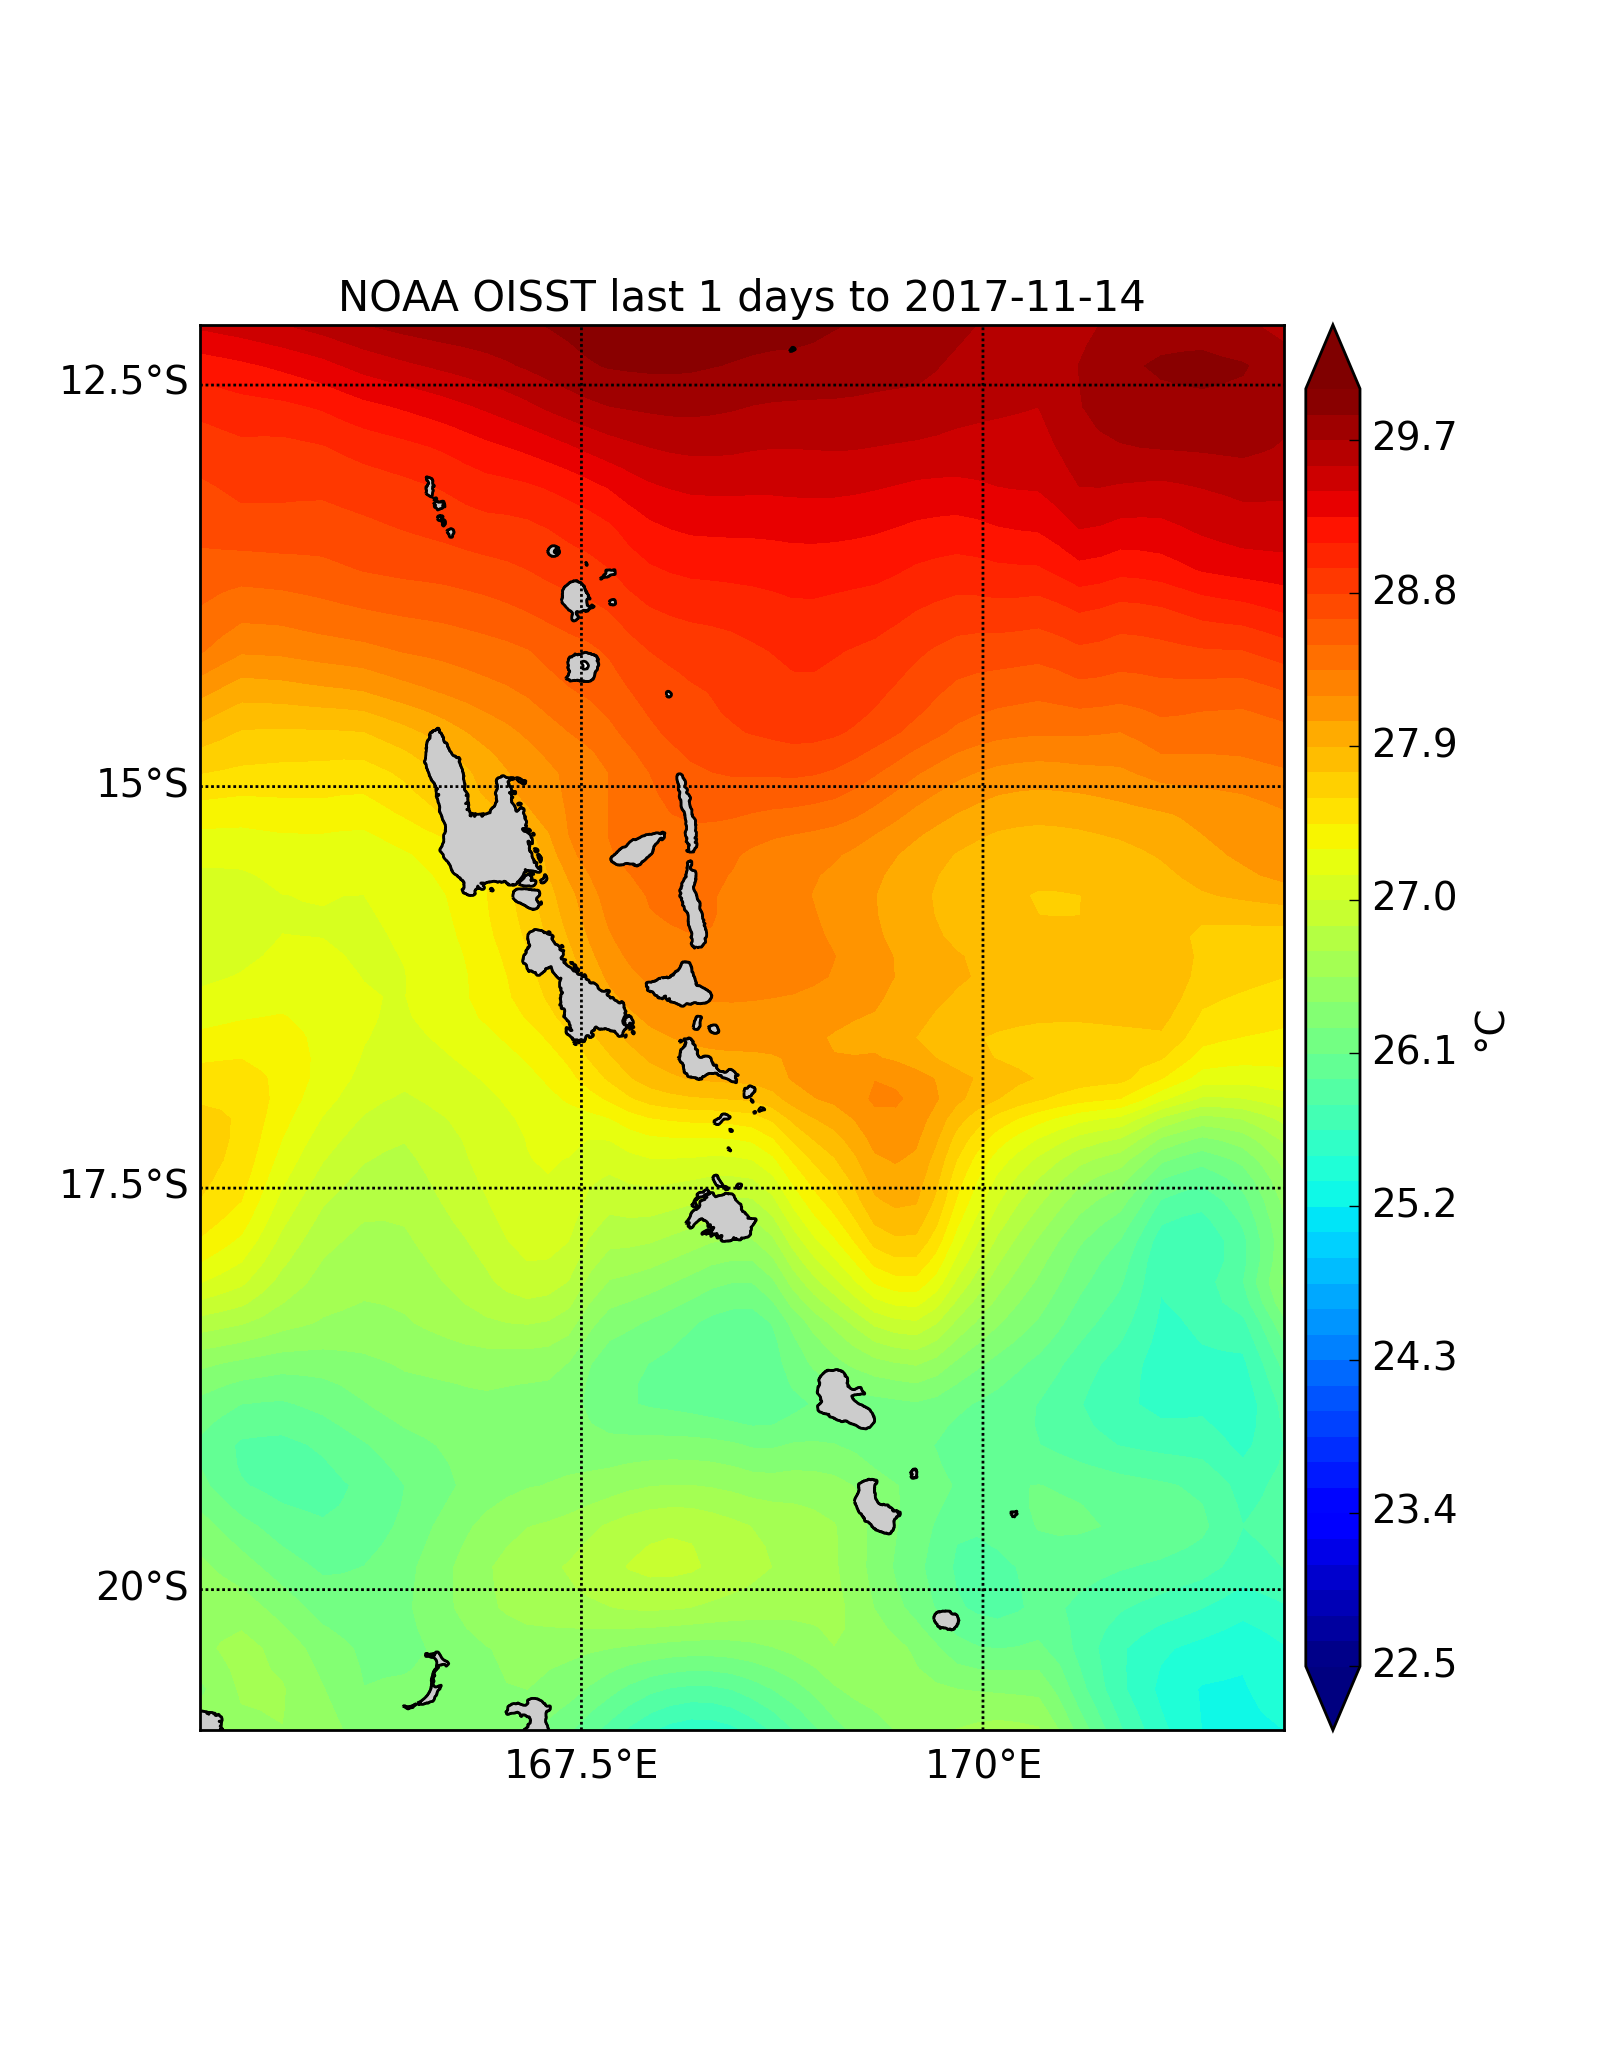 NOAA OISST last 1 days to 2017-11-14
12.5°S
15°S
17.5°S
20°S
167.5°E
170°E
29.7
28.8
27.9
27.0
26.1
25.2
24.3
23.4
22.5
°C